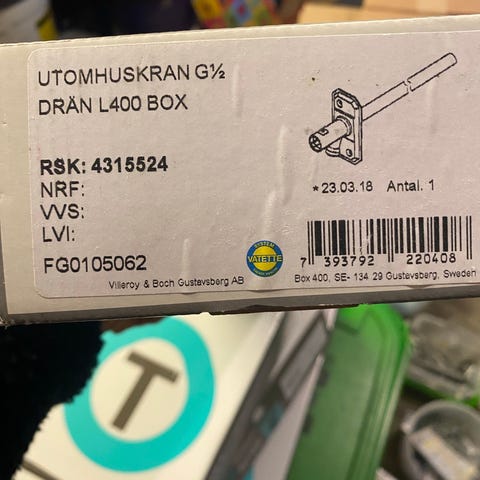 UTOMHUSKRAN G½
DRÄN L400 BOX
RSK: 4315524
NRF:
VVS:
LVI:
FG0105062
* 23.03.18 Antal. 1
SYSTEM
VATETTE
7 393792 220408
Villeroy & Boch Gustavsberg AB
Box 400, SE- 134 29 Gustavsberg, Sweden
T